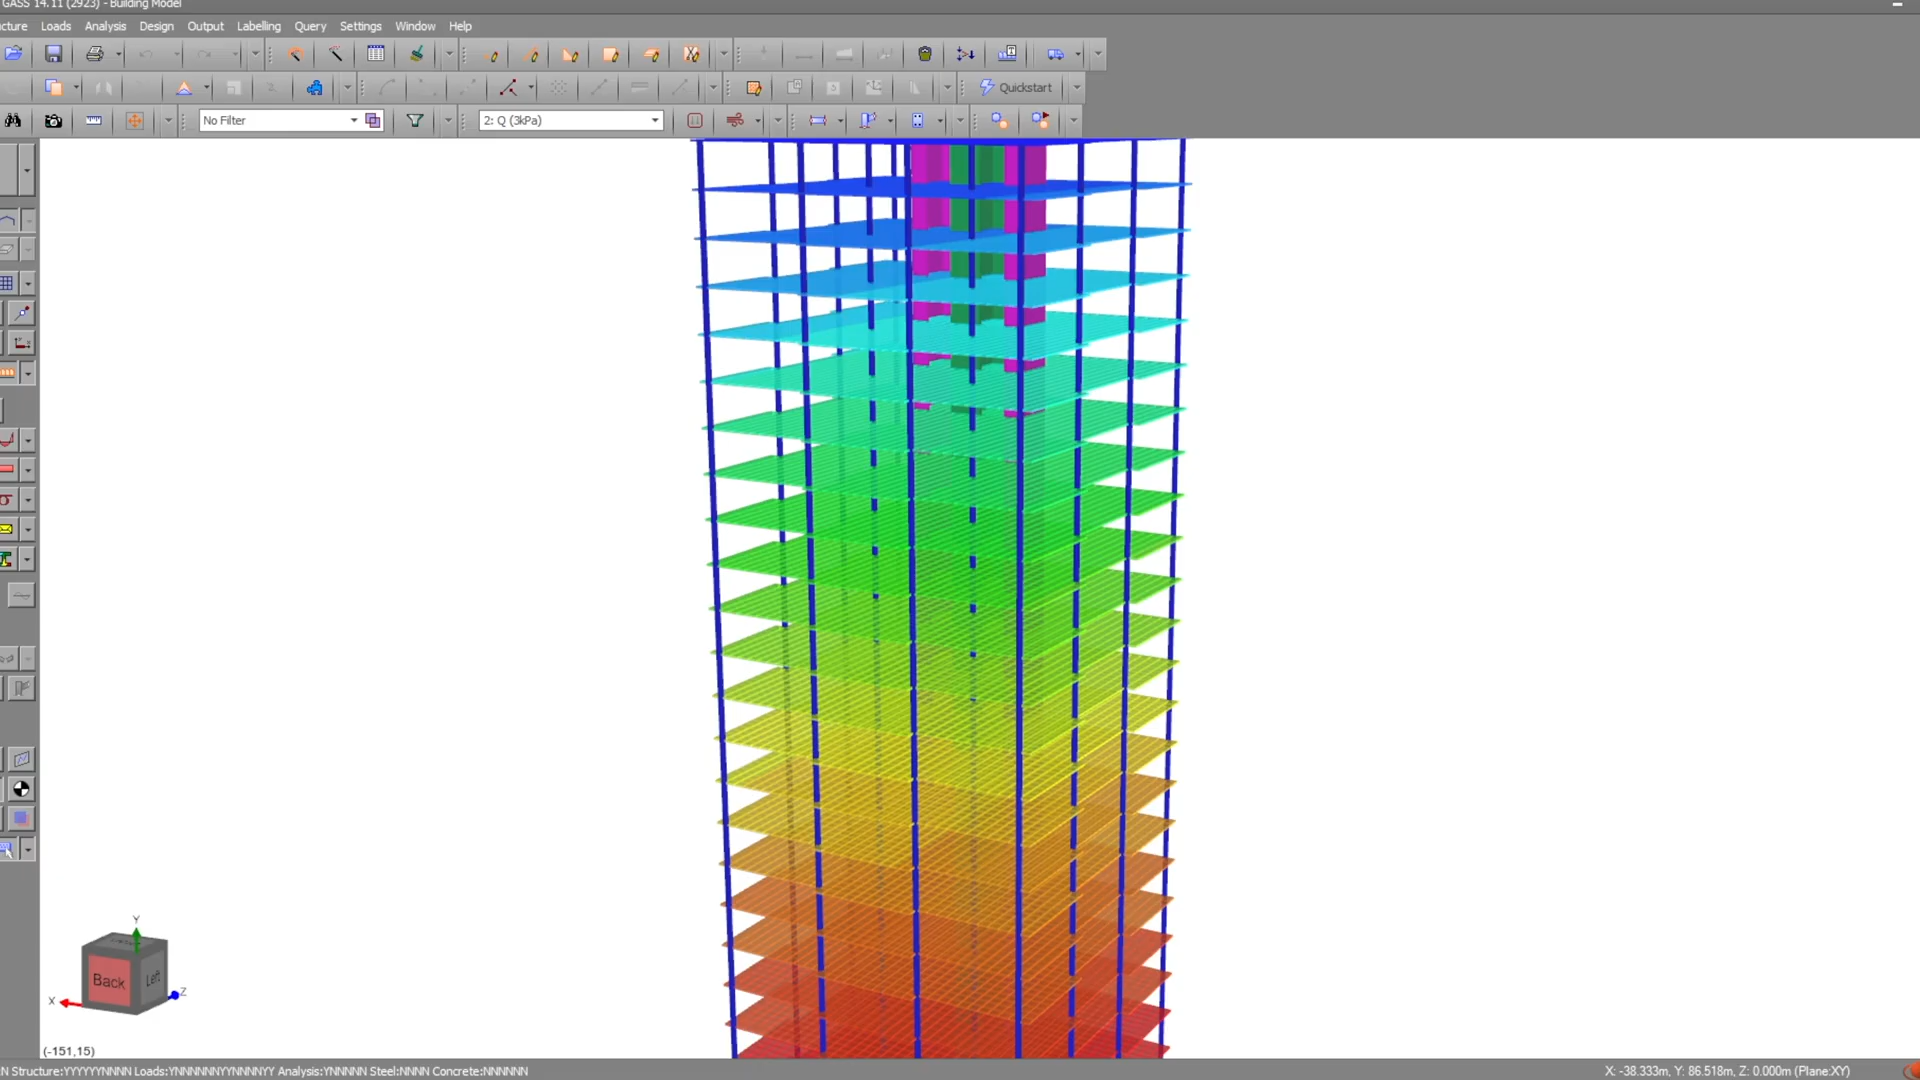 GASS 14.11 (2923) - Building Model
cture Loads Analysis Design Output Labelling Query Settings Window Help
Quickstart
No Filter 2: Q (3kPa)
Y
Back Left
X Z
(-151,15)
N Structure:YYYYYYNNNN Loads:YNNNNNNYYNNNNYY Analysis:YNNNNN Steel:NNNN Concrete:NNNNNN X: -38.333m, Y: 86.518m, Z: 0.000m (Plane:XY)